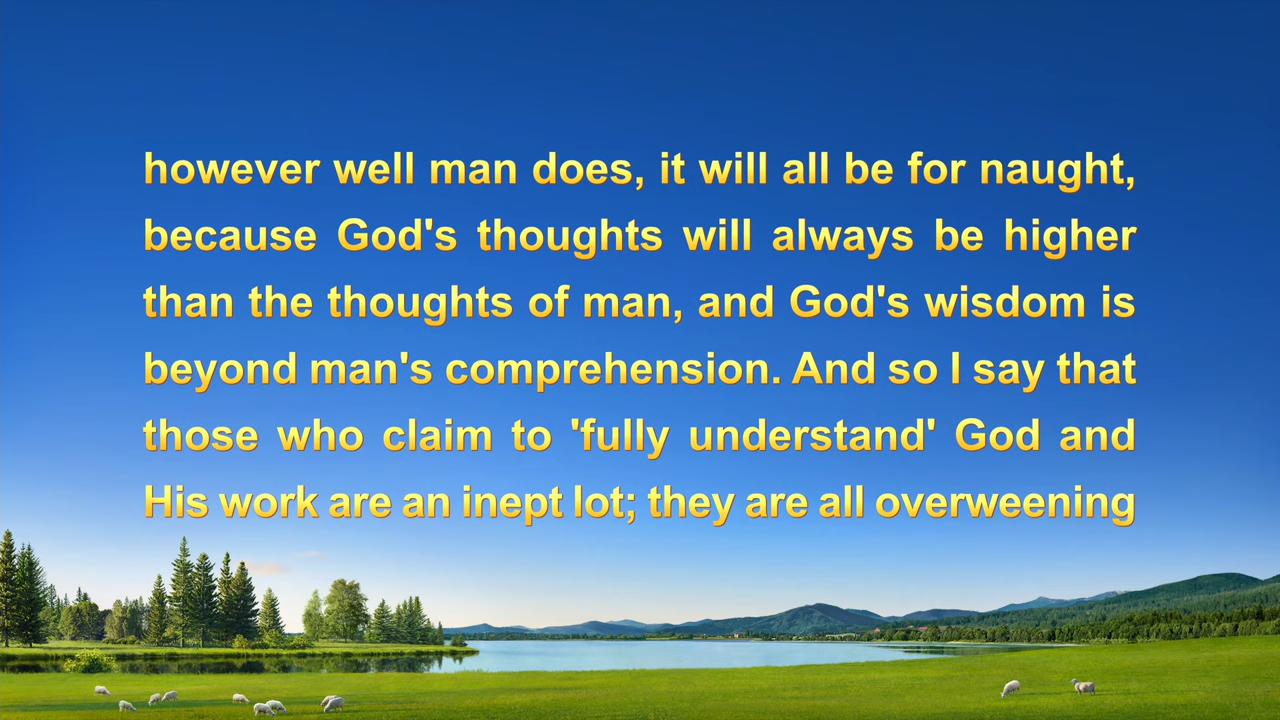 however well man does, it will all be for naught,
because God's thoughts will always be higher
than the thoughts of man, and God's wisdom is
beyond man's comprehension. And so I say that
those who claim to 'fully understand' God and
His work are an inept lot; they are all overweening